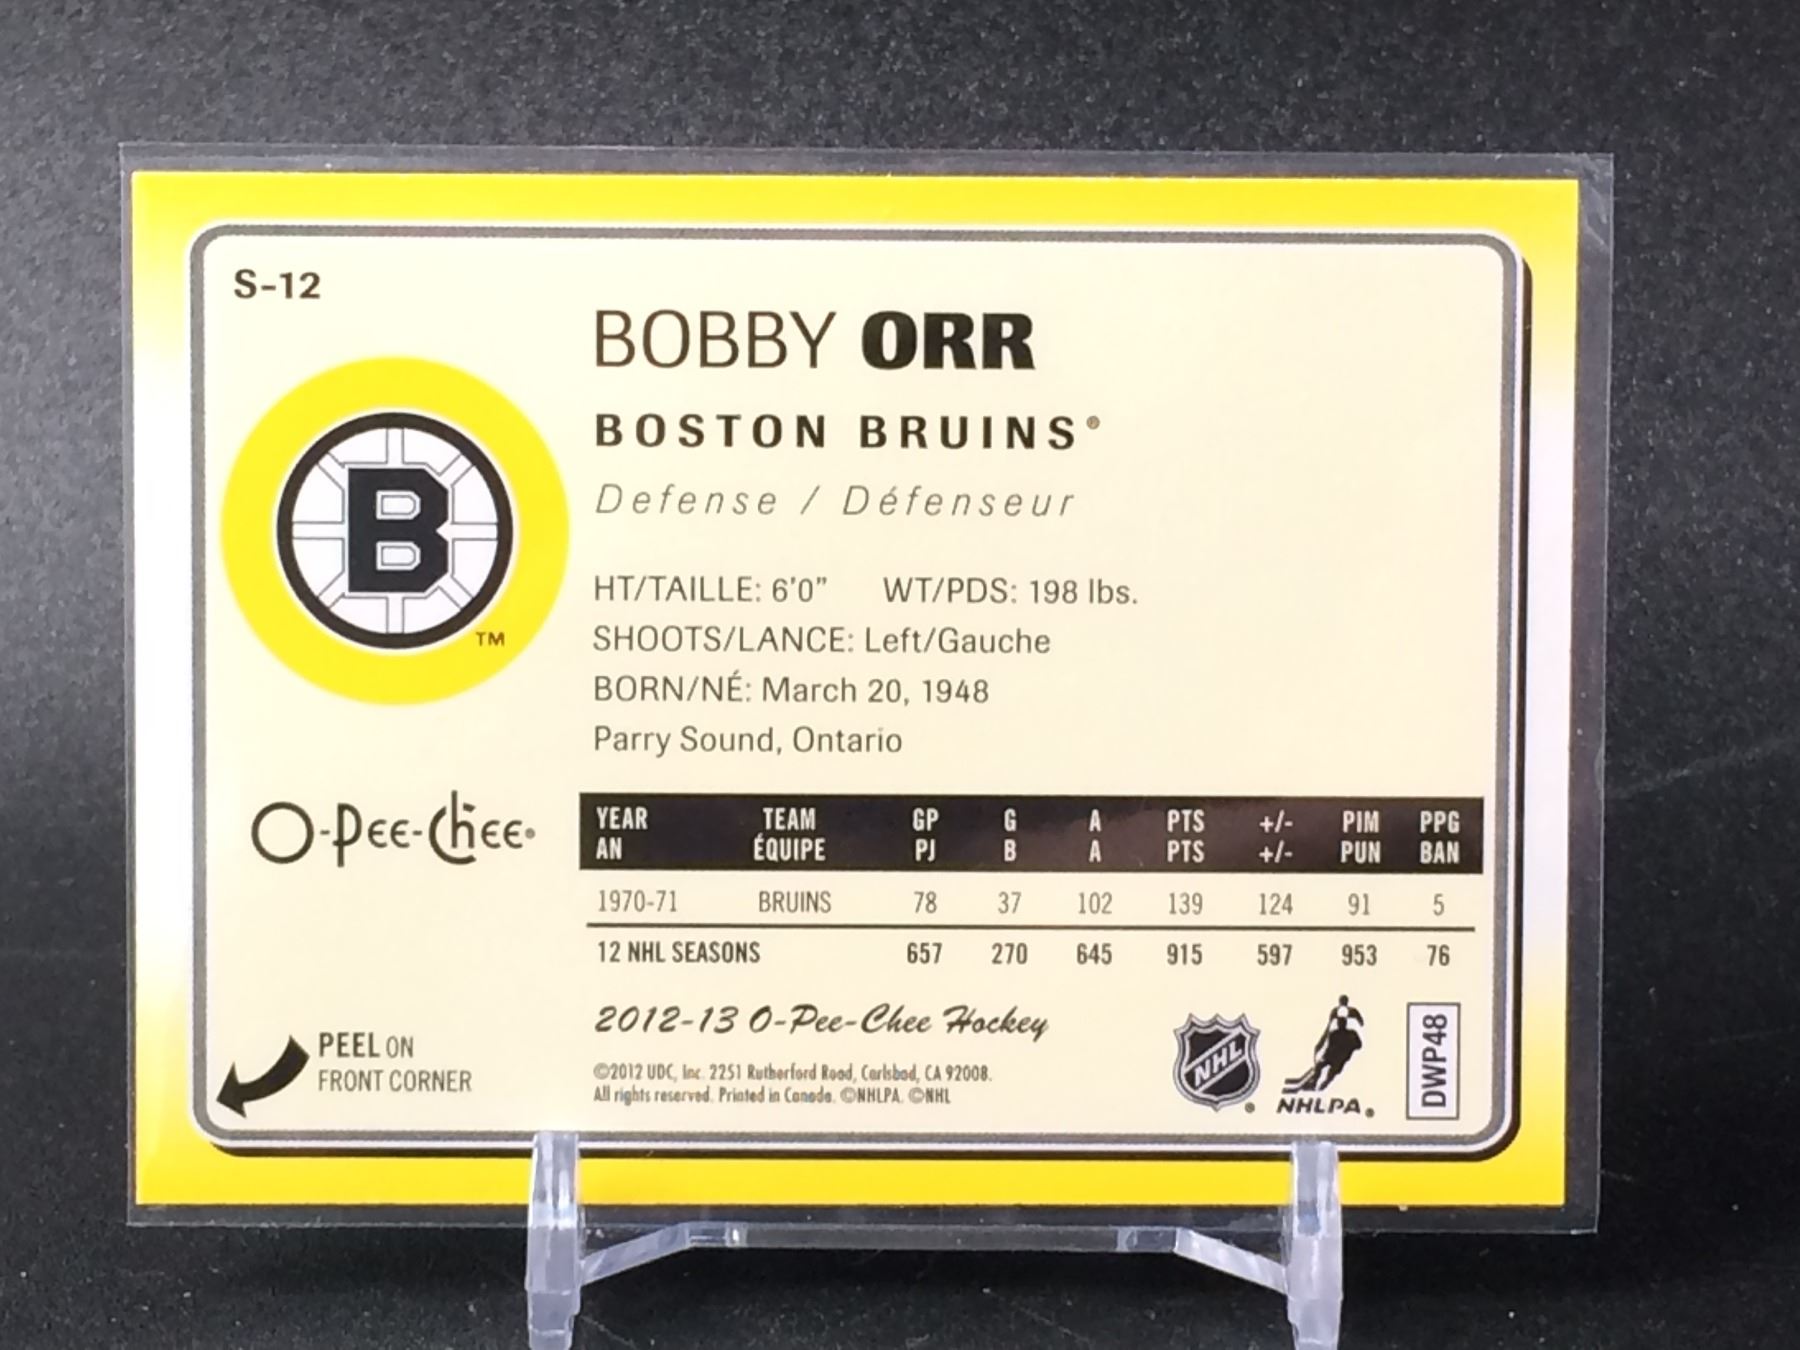 S-12
BOBBY ORR
BOSTON BRUINS®
Defense / Défenseur
B
TM
HT/TAILLE: 6'0" WT/PDS: 198 lbs.
SHOOTS/LANCE: Left/Gauche
BORN/NÉ: March 20, 1948
Parry Sound, Ontario
O-Pee-Chee®
YEAR TEAM GP G A PTS +/- PIM PPG
AN ÉQUIPE PJ B A PTS +/- PUN BAN
1970-71 BRUINS 78 37 102 139 124 91 5
12 NHL SEASONS 657 270 645 915 597 953 76
2012-13 O-Pee-Chee Hockey
PEEL ON
FRONT CORNER
©2012 UDC, Inc. 2251 Rutherford Road, Carlsbad, CA 92008.
All rights reserved. Printed in Canada. ©NHLPA. ©NHL
NHL®
NHLPA®
DWP48